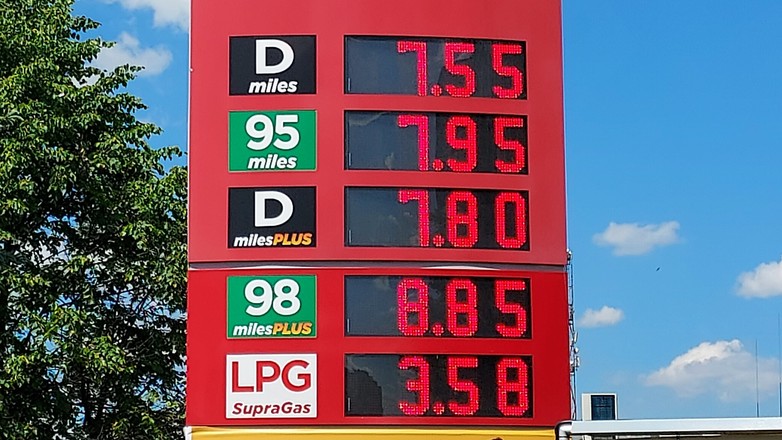 D 7.55
miles
95 7.95
miles
D 7.80
milesPLUS
98 8.85
milesPLUS
LPG 3.58
SupraGas